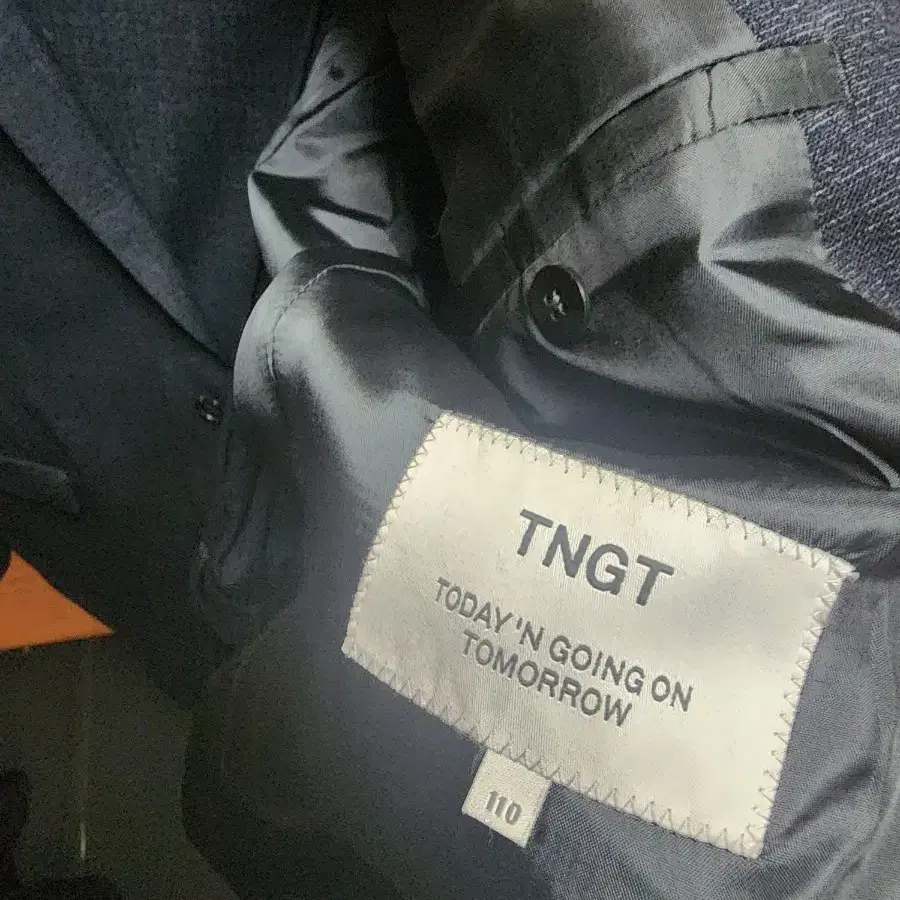 TNGT
TODAY 'N GOING ON
TOMORROW
110